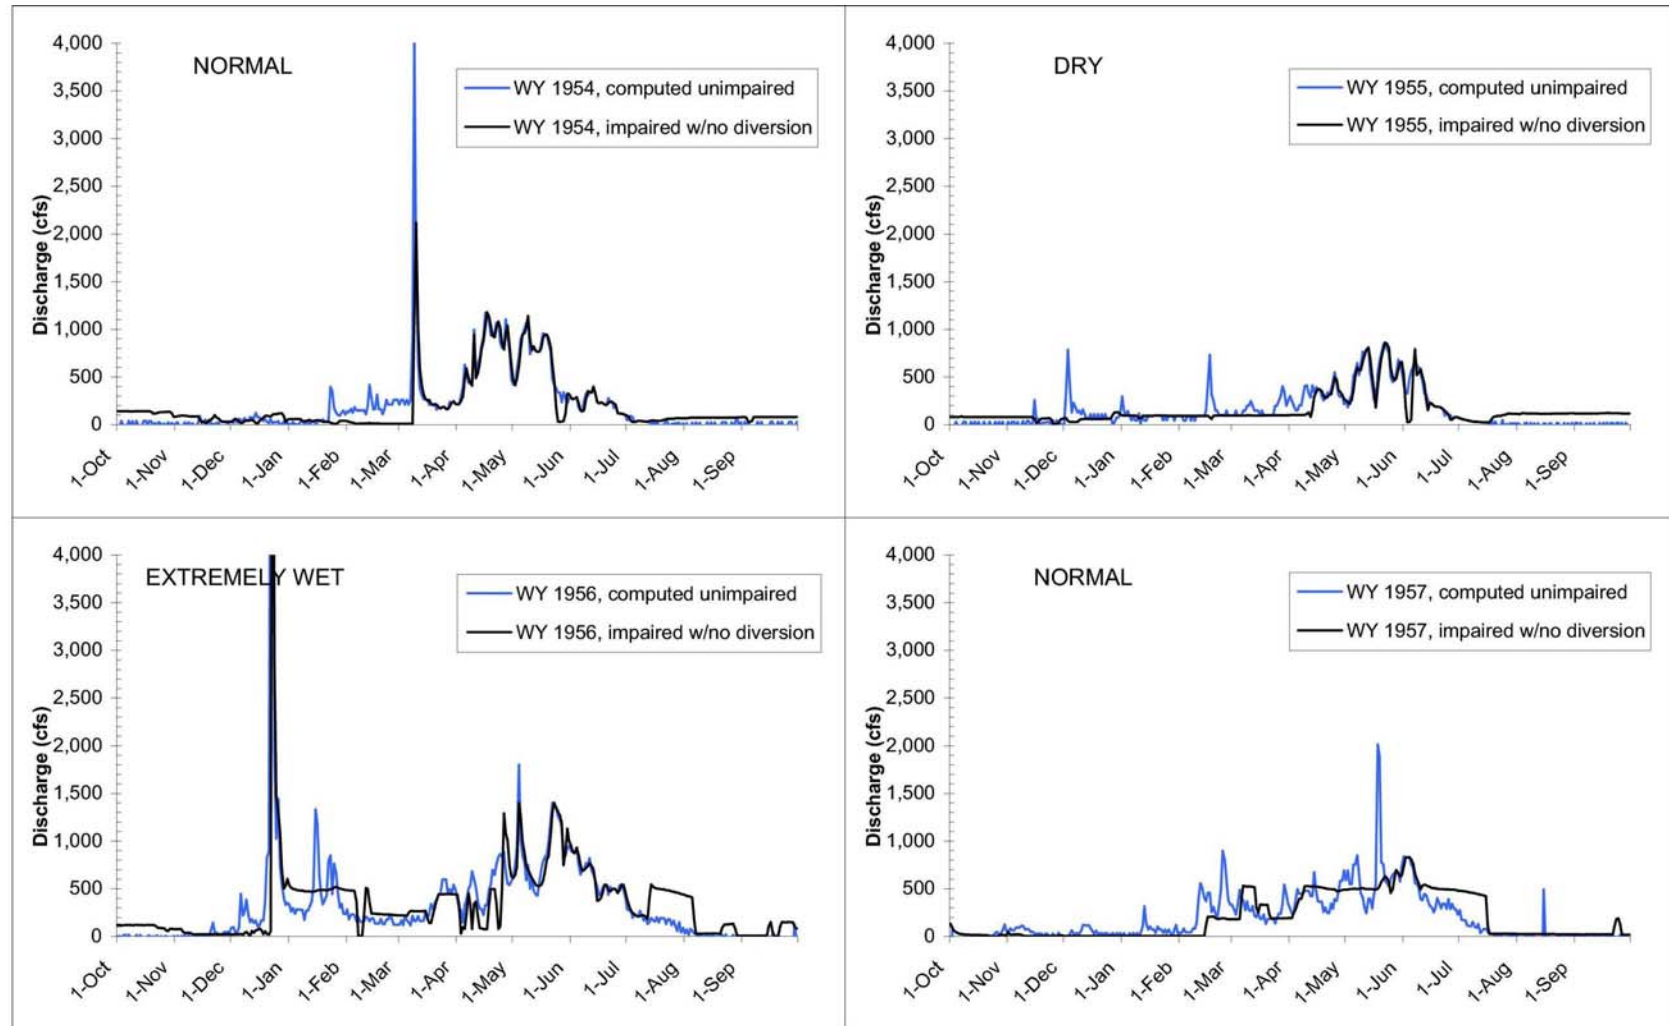 NORMAL
WY 1954, computed unimpaired
WY 1954, impaired w/no diversion
Discharge (cfs)
4,000
3,500
3,000
2,500
2,000
1,500
1,000
500
0
1-Oct
1-Nov
1-Dec
1-Jan
1-Feb
1-Mar
1-Apr
1-May
1-Jun
1-Jul
1-Aug
1-Sep
DRY
WY 1955, computed unimpaired
WY 1955, impaired w/no diversion
Discharge (cfs)
4,000
3,500
3,000
2,500
2,000
1,500
1,000
500
0
1-Oct
1-Nov
1-Dec
1-Jan
1-Feb
1-Mar
1-Apr
1-May
1-Jun
1-Jul
1-Aug
1-Sep
EXTREMELY WET
WY 1956, computed unimpaired
WY 1956, impaired w/no diversion
Discharge (cfs)
4,000
3,500
3,000
2,500
2,000
1,500
1,000
500
0
1-Oct
1-Nov
1-Dec
1-Jan
1-Feb
1-Mar
1-Apr
1-May
1-Jun
1-Jul
1-Aug
1-Sep
NORMAL
WY 1957, computed unimpaired
WY 1957, impaired w/no diversion
Discharge (cfs)
4,000
3,500
3,000
2,500
2,000
1,500
1,000
500
0
1-Oct
1-Nov
1-Dec
1-Jan
1-Feb
1-Mar
1-Apr
1-May
1-Jun
1-Jul
1-Aug
1-Sep